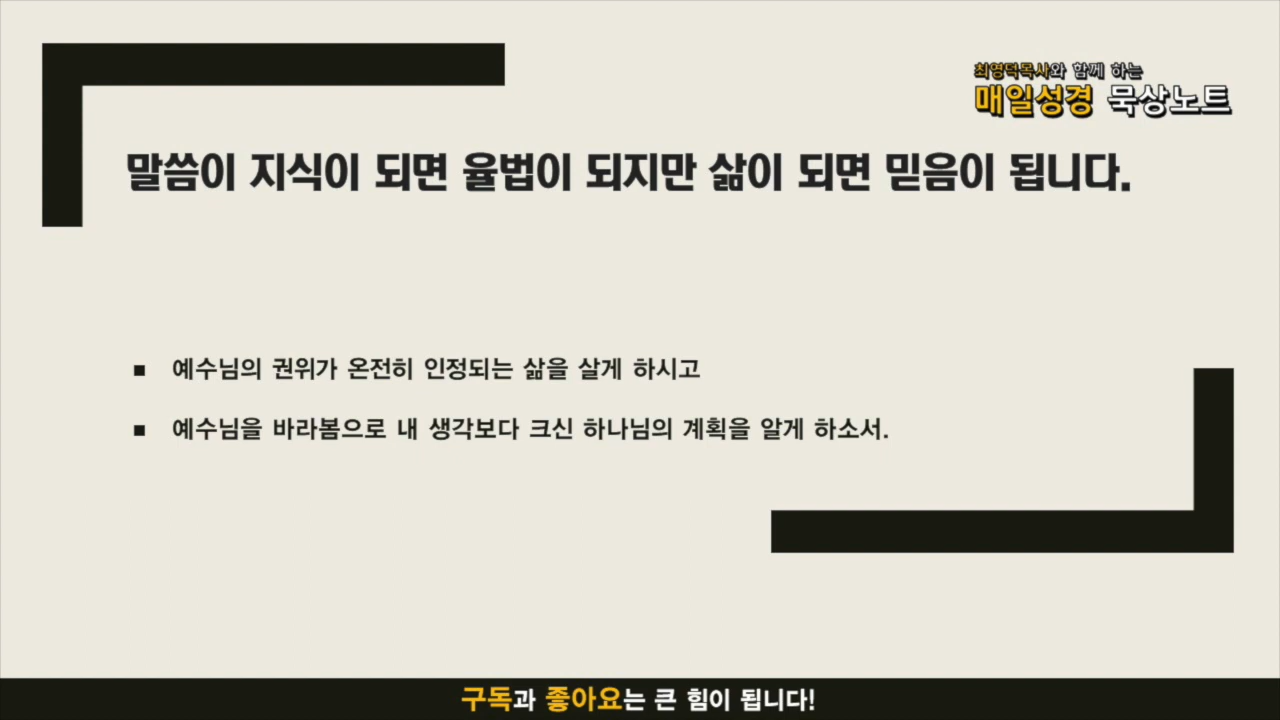 최영덕목사와 함께 하는
매일성경 묵상노트
말씀이 지식이 되면 율법이 되지만 삶이 되면 믿음이 됩니다.
▪ 예수님의 권위가 온전히 인정되는 삶을 살게 하시고
▪ 예수님을 바라봄으로 내 생각보다 크신 하나님의 계획을 알게 하소서.
구독과 좋아요는 큰 힘이 됩니다!